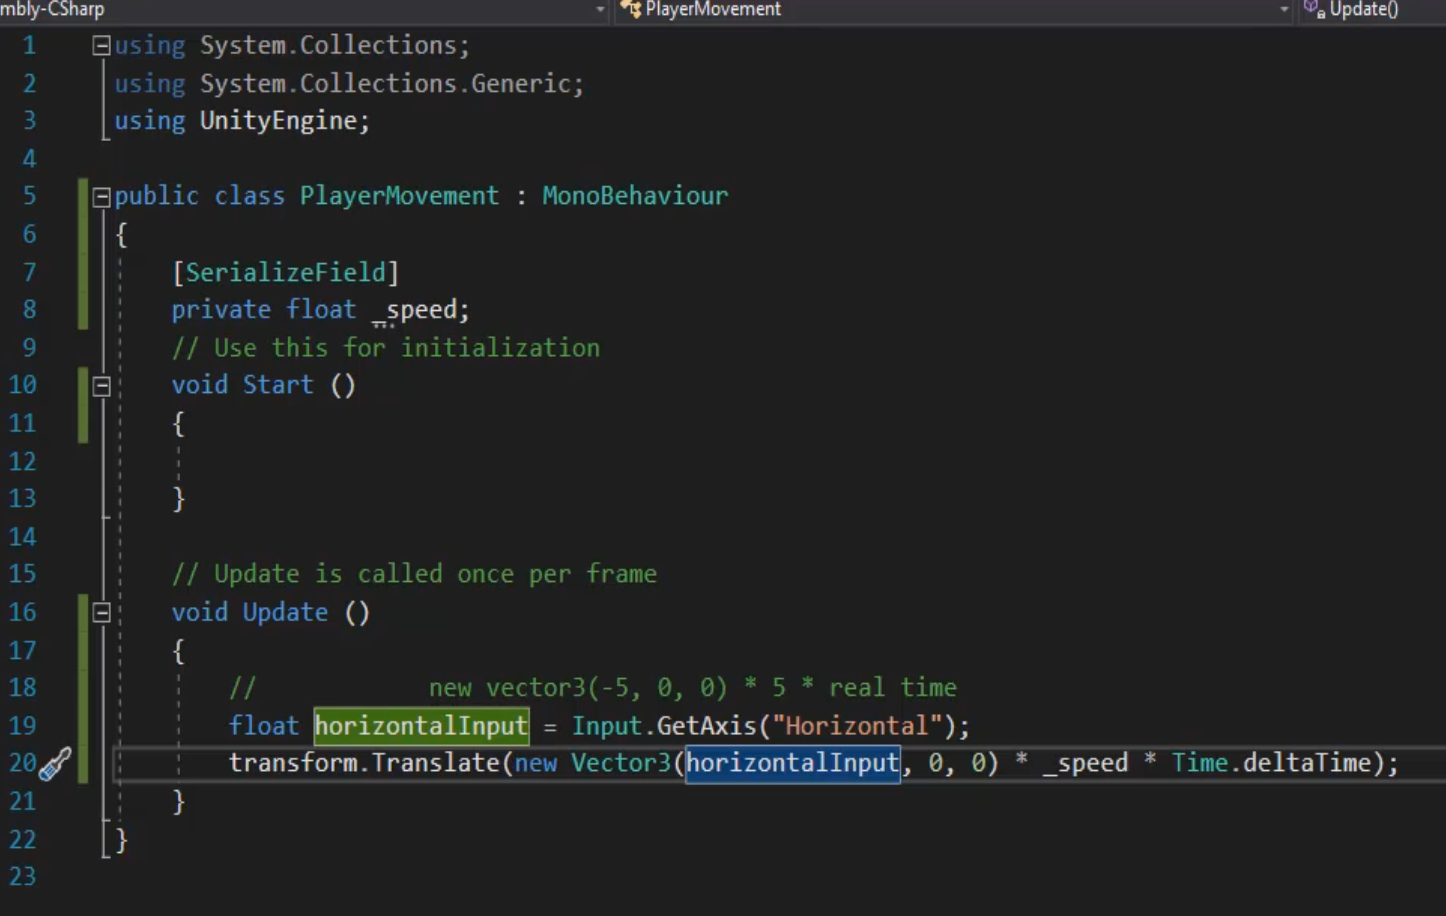 mbly-CSharp PlayerMovement Update()
1 using System.Collections;
2 using System.Collections.Generic;
3 using UnityEngine;
4
5 public class PlayerMovement : MonoBehaviour
6 {
7 [SerializeField]
8 private float _speed;
9 // Use this for initialization
10 void Start ()
11 {
12
13 }
14
15 // Update is called once per frame
16 void Update ()
17 {
18 // new vector3(-5, 0, 0) * 5 * real time
19 float horizontalInput = Input.GetAxis("Horizontal");
20 transform.Translate(new Vector3(horizontalInput, 0, 0) * _speed * Time.deltaTime);
21 }
22 }
23